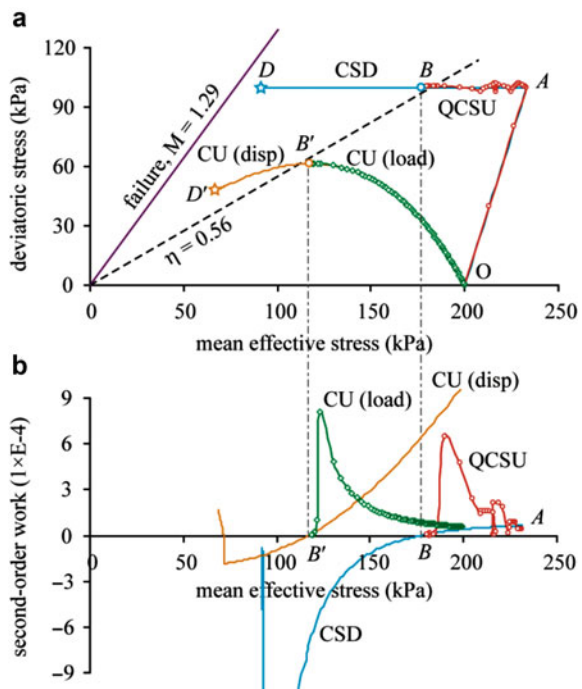 a
120
90
60
30
0
deviatoric stress (kPa)
failure, M = 1.29
D
CSD
B
A
QCSU
B'
CU (disp)
CU (load)
D'
η = 0.56
O
0 50 100 150 200 250
mean effective stress (kPa)
b
9
6
3
0
-3
-6
-9
second-order work (1×E-4)
CU (load)
CU (disp)
QCSU
A
B'
B
0 50 100 150 200 250
mean effective stress (kPa)
CSD